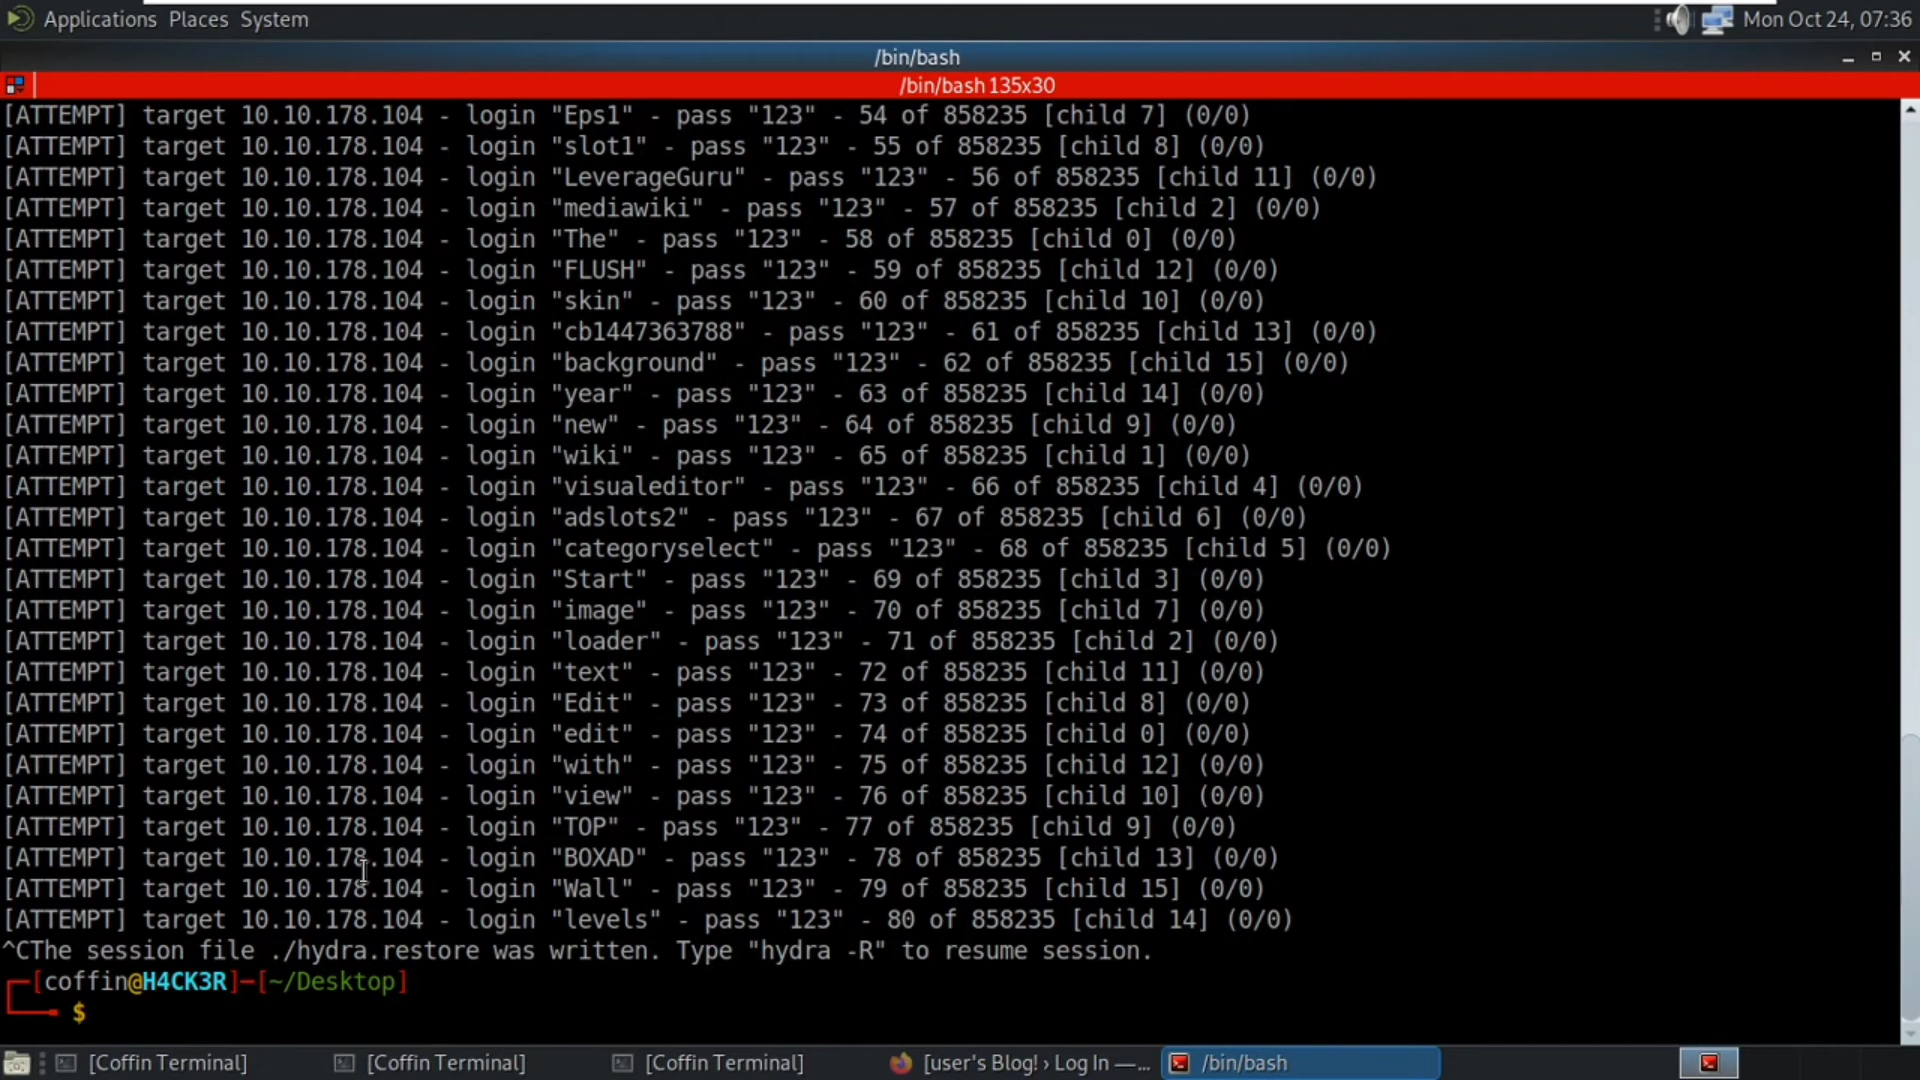 Applications Places System
Mon Oct 24, 07:36
/bin/bash
/bin/bash 135x30
[ATTEMPT] target 10.10.178.104 - login "Eps1" - pass "123" - 54 of 858235 [child 7] (0/0)
[ATTEMPT] target 10.10.178.104 - login "slot1" - pass "123" - 55 of 858235 [child 8] (0/0)
[ATTEMPT] target 10.10.178.104 - login "LeverageGuru" - pass "123" - 56 of 858235 [child 11] (0/0)
[ATTEMPT] target 10.10.178.104 - login "mediawiki" - pass "123" - 57 of 858235 [child 2] (0/0)
[ATTEMPT] target 10.10.178.104 - login "The" - pass "123" - 58 of 858235 [child 0] (0/0)
[ATTEMPT] target 10.10.178.104 - login "FLUSH" - pass "123" - 59 of 858235 [child 12] (0/0)
[ATTEMPT] target 10.10.178.104 - login "skin" - pass "123" - 60 of 858235 [child 10] (0/0)
[ATTEMPT] target 10.10.178.104 - login "cb1447363788" - pass "123" - 61 of 858235 [child 13] (0/0)
[ATTEMPT] target 10.10.178.104 - login "background" - pass "123" - 62 of 858235 [child 15] (0/0)
[ATTEMPT] target 10.10.178.104 - login "year" - pass "123" - 63 of 858235 [child 14] (0/0)
[ATTEMPT] target 10.10.178.104 - login "new" - pass "123" - 64 of 858235 [child 9] (0/0)
[ATTEMPT] target 10.10.178.104 - login "wiki" - pass "123" - 65 of 858235 [child 1] (0/0)
[ATTEMPT] target 10.10.178.104 - login "visualeditor" - pass "123" - 66 of 858235 [child 4] (0/0)
[ATTEMPT] target 10.10.178.104 - login "adslots2" - pass "123" - 67 of 858235 [child 6] (0/0)
[ATTEMPT] target 10.10.178.104 - login "categoryselect" - pass "123" - 68 of 858235 [child 5] (0/0)
[ATTEMPT] target 10.10.178.104 - login "Start" - pass "123" - 69 of 858235 [child 3] (0/0)
[ATTEMPT] target 10.10.178.104 - login "image" - pass "123" - 70 of 858235 [child 7] (0/0)
[ATTEMPT] target 10.10.178.104 - login "loader" - pass "123" - 71 of 858235 [child 2] (0/0)
[ATTEMPT] target 10.10.178.104 - login "text" - pass "123" - 72 of 858235 [child 11] (0/0)
[ATTEMPT] target 10.10.178.104 - login "Edit" - pass "123" - 73 of 858235 [child 8] (0/0)
[ATTEMPT] target 10.10.178.104 - login "edit" - pass "123" - 74 of 858235 [child 0] (0/0)
[ATTEMPT] target 10.10.178.104 - login "with" - pass "123" - 75 of 858235 [child 12] (0/0)
[ATTEMPT] target 10.10.178.104 - login "view" - pass "123" - 76 of 858235 [child 10] (0/0)
[ATTEMPT] target 10.10.178.104 - login "TOP" - pass "123" - 77 of 858235 [child 9] (0/0)
[ATTEMPT] target 10.10.178.104 - login "BOXAD" - pass "123" - 78 of 858235 [child 13] (0/0)
[ATTEMPT] target 10.10.178.104 - login "Wall" - pass "123" - 79 of 858235 [child 15] (0/0)
[ATTEMPT] target 10.10.178.104 - login "levels" - pass "123" - 80 of 858235 [child 14] (0/0)
^CThe session file ./hydra.restore was written. Type "hydra -R" to resume session.
[coffin@H4CK3R]-[~/Desktop]
$
[Coffin Terminal] [Coffin Terminal] [Coffin Terminal] [user's Blog! › Log In —... /bin/bash